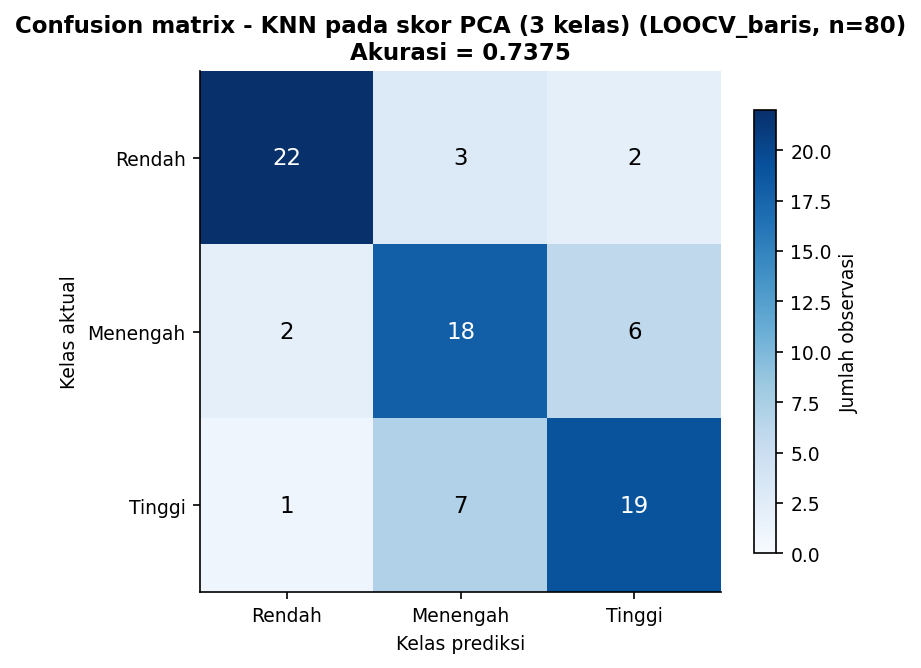 Confusion matrix - KNN pada skor PCA (3 kelas) (LOOCV_baris, n=80)
Akurasi = 0.7375
Kelas aktual
Rendah 22 3 2
Menengah 2 18 6
Tinggi 1 7 19
Rendah Menengah Tinggi
Kelas prediksi
20.0
17.5
15.0
12.5
10.0
7.5
5.0
2.5
0.0
Jumlah observasi